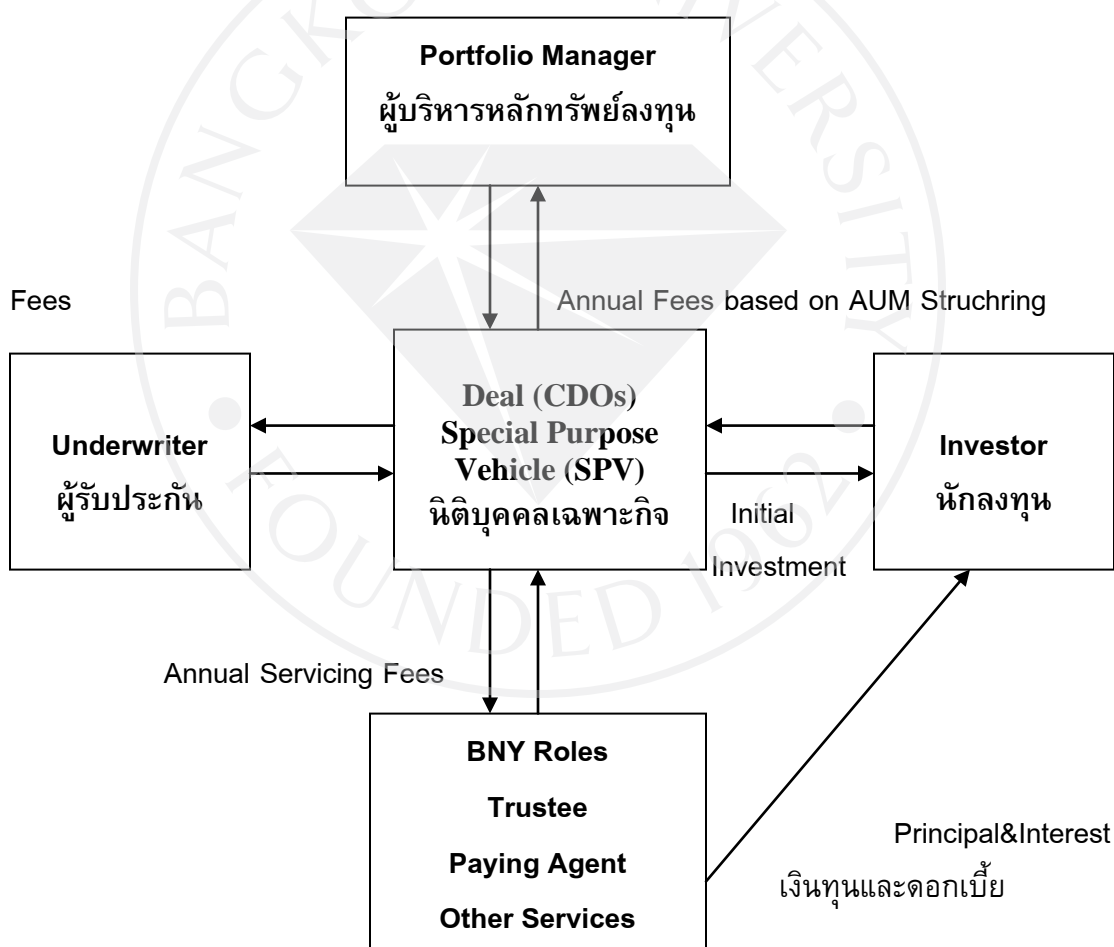 Portfolio Manager
ผู้บริหารหลักทรัพย์ลงทุน
Fees
Annual Fees based on AUM Struchring
Underwriter
ผู้รับประกัน
Deal (CDOs)
Special Purpose
Vehicle (SPV)
นิติบุคคลเฉพาะกิจ
Investor
นักลงทุน
Initial
Investment
Annual Servicing Fees
BNY Roles
Trustee
Paying Agent
Other Services
Principal&Interest
เงินทุนและดอกเบี้ย
BANGKOK UNIVERSITY
FOUNDED 1962